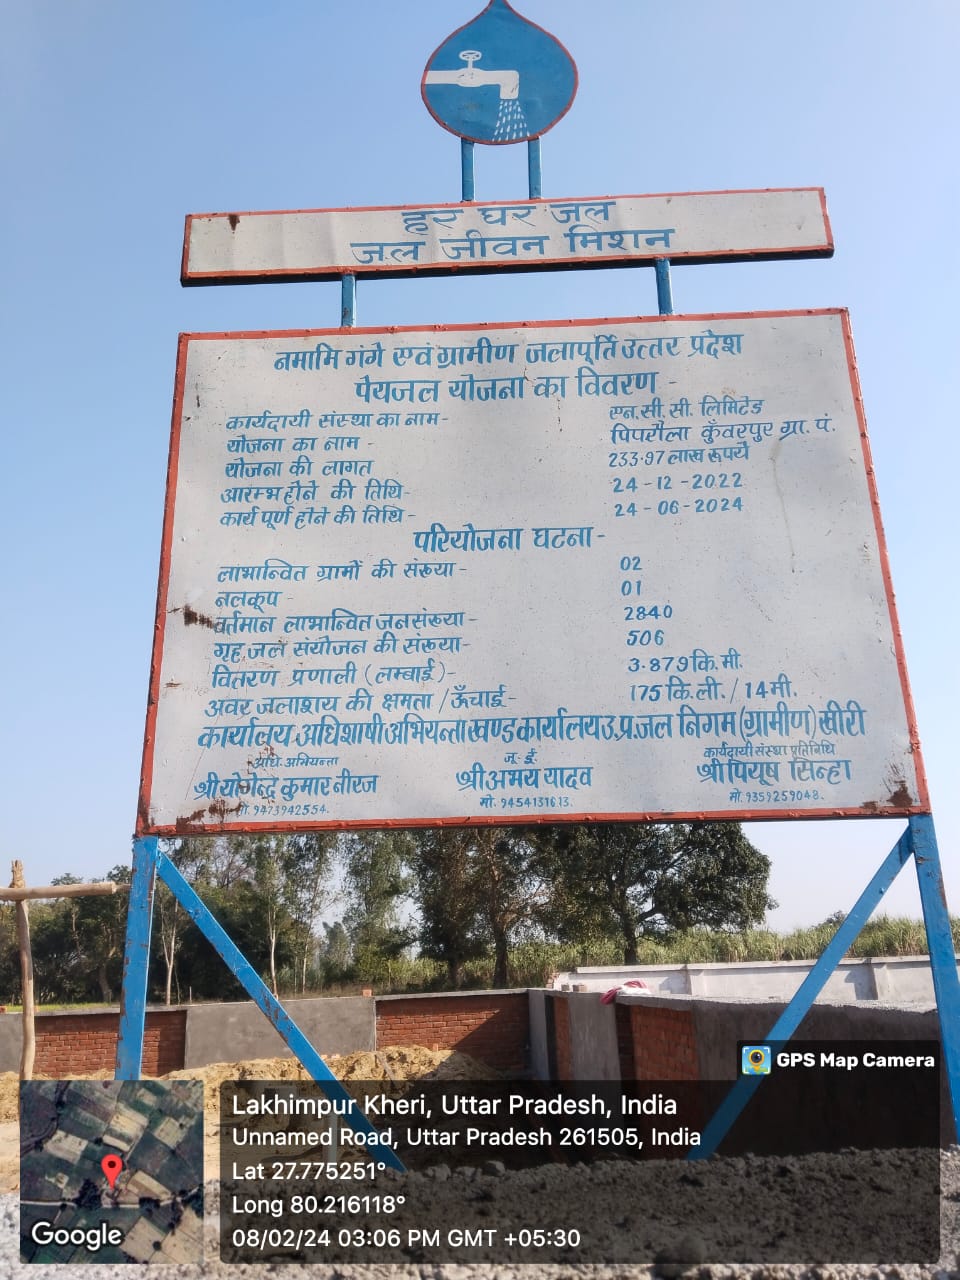 हर घर जल
जल जीवन मिशन
नमामि गंगे एवं ग्रामीण जलापूर्ति उत्तर प्रदेश
पेयजल योजना का विवरण -
कार्यदायी संस्था का नाम- एन.सी.सी. लिमिटेड
योजना का नाम - पिपरौला कुँवरपुर ग्रा.पं.
योजना की लागत 233.97 लाख रूपये
आरम्भ होने की तिथि- 24-12-2022
कार्य पूर्ण होने की तिथि - 24-06-2024
परियोजना घटना-
लाभान्वित ग्रामों की संख्या - 02
नलकूप - 01
वर्तमान लाभान्वित जनसंख्या- 2840
गृह जल संयोजन की संख्या- 506
वितरण प्रणाली (लम्बाई)- 3.879 कि.मी.
अवर जलाशय की क्षमता / ऊँचाई- 175 कि.ली. / 14 मी.
कार्यालय अधिशाषी अभियन्ता खण्ड कार्यालय उ.प्र. जल निगम (ग्रामीण) खीरी
अधि. अभियन्ता जू. ई. कार्यदायी संस्था प्रतिनिधि
श्री योगेन्द्र कुमार नीरज श्री अभय यादव श्री पियूष सिन्हा
मो. 9473942554. मो. 9454131613. मो. 9359259048.
GPS Map Camera
Lakhimpur Kheri, Uttar Pradesh, India
Unnamed Road, Uttar Pradesh 261505, India
Lat 27.775251°
Long 80.216118°
08/02/24 03:06 PM GMT +05:30
Google